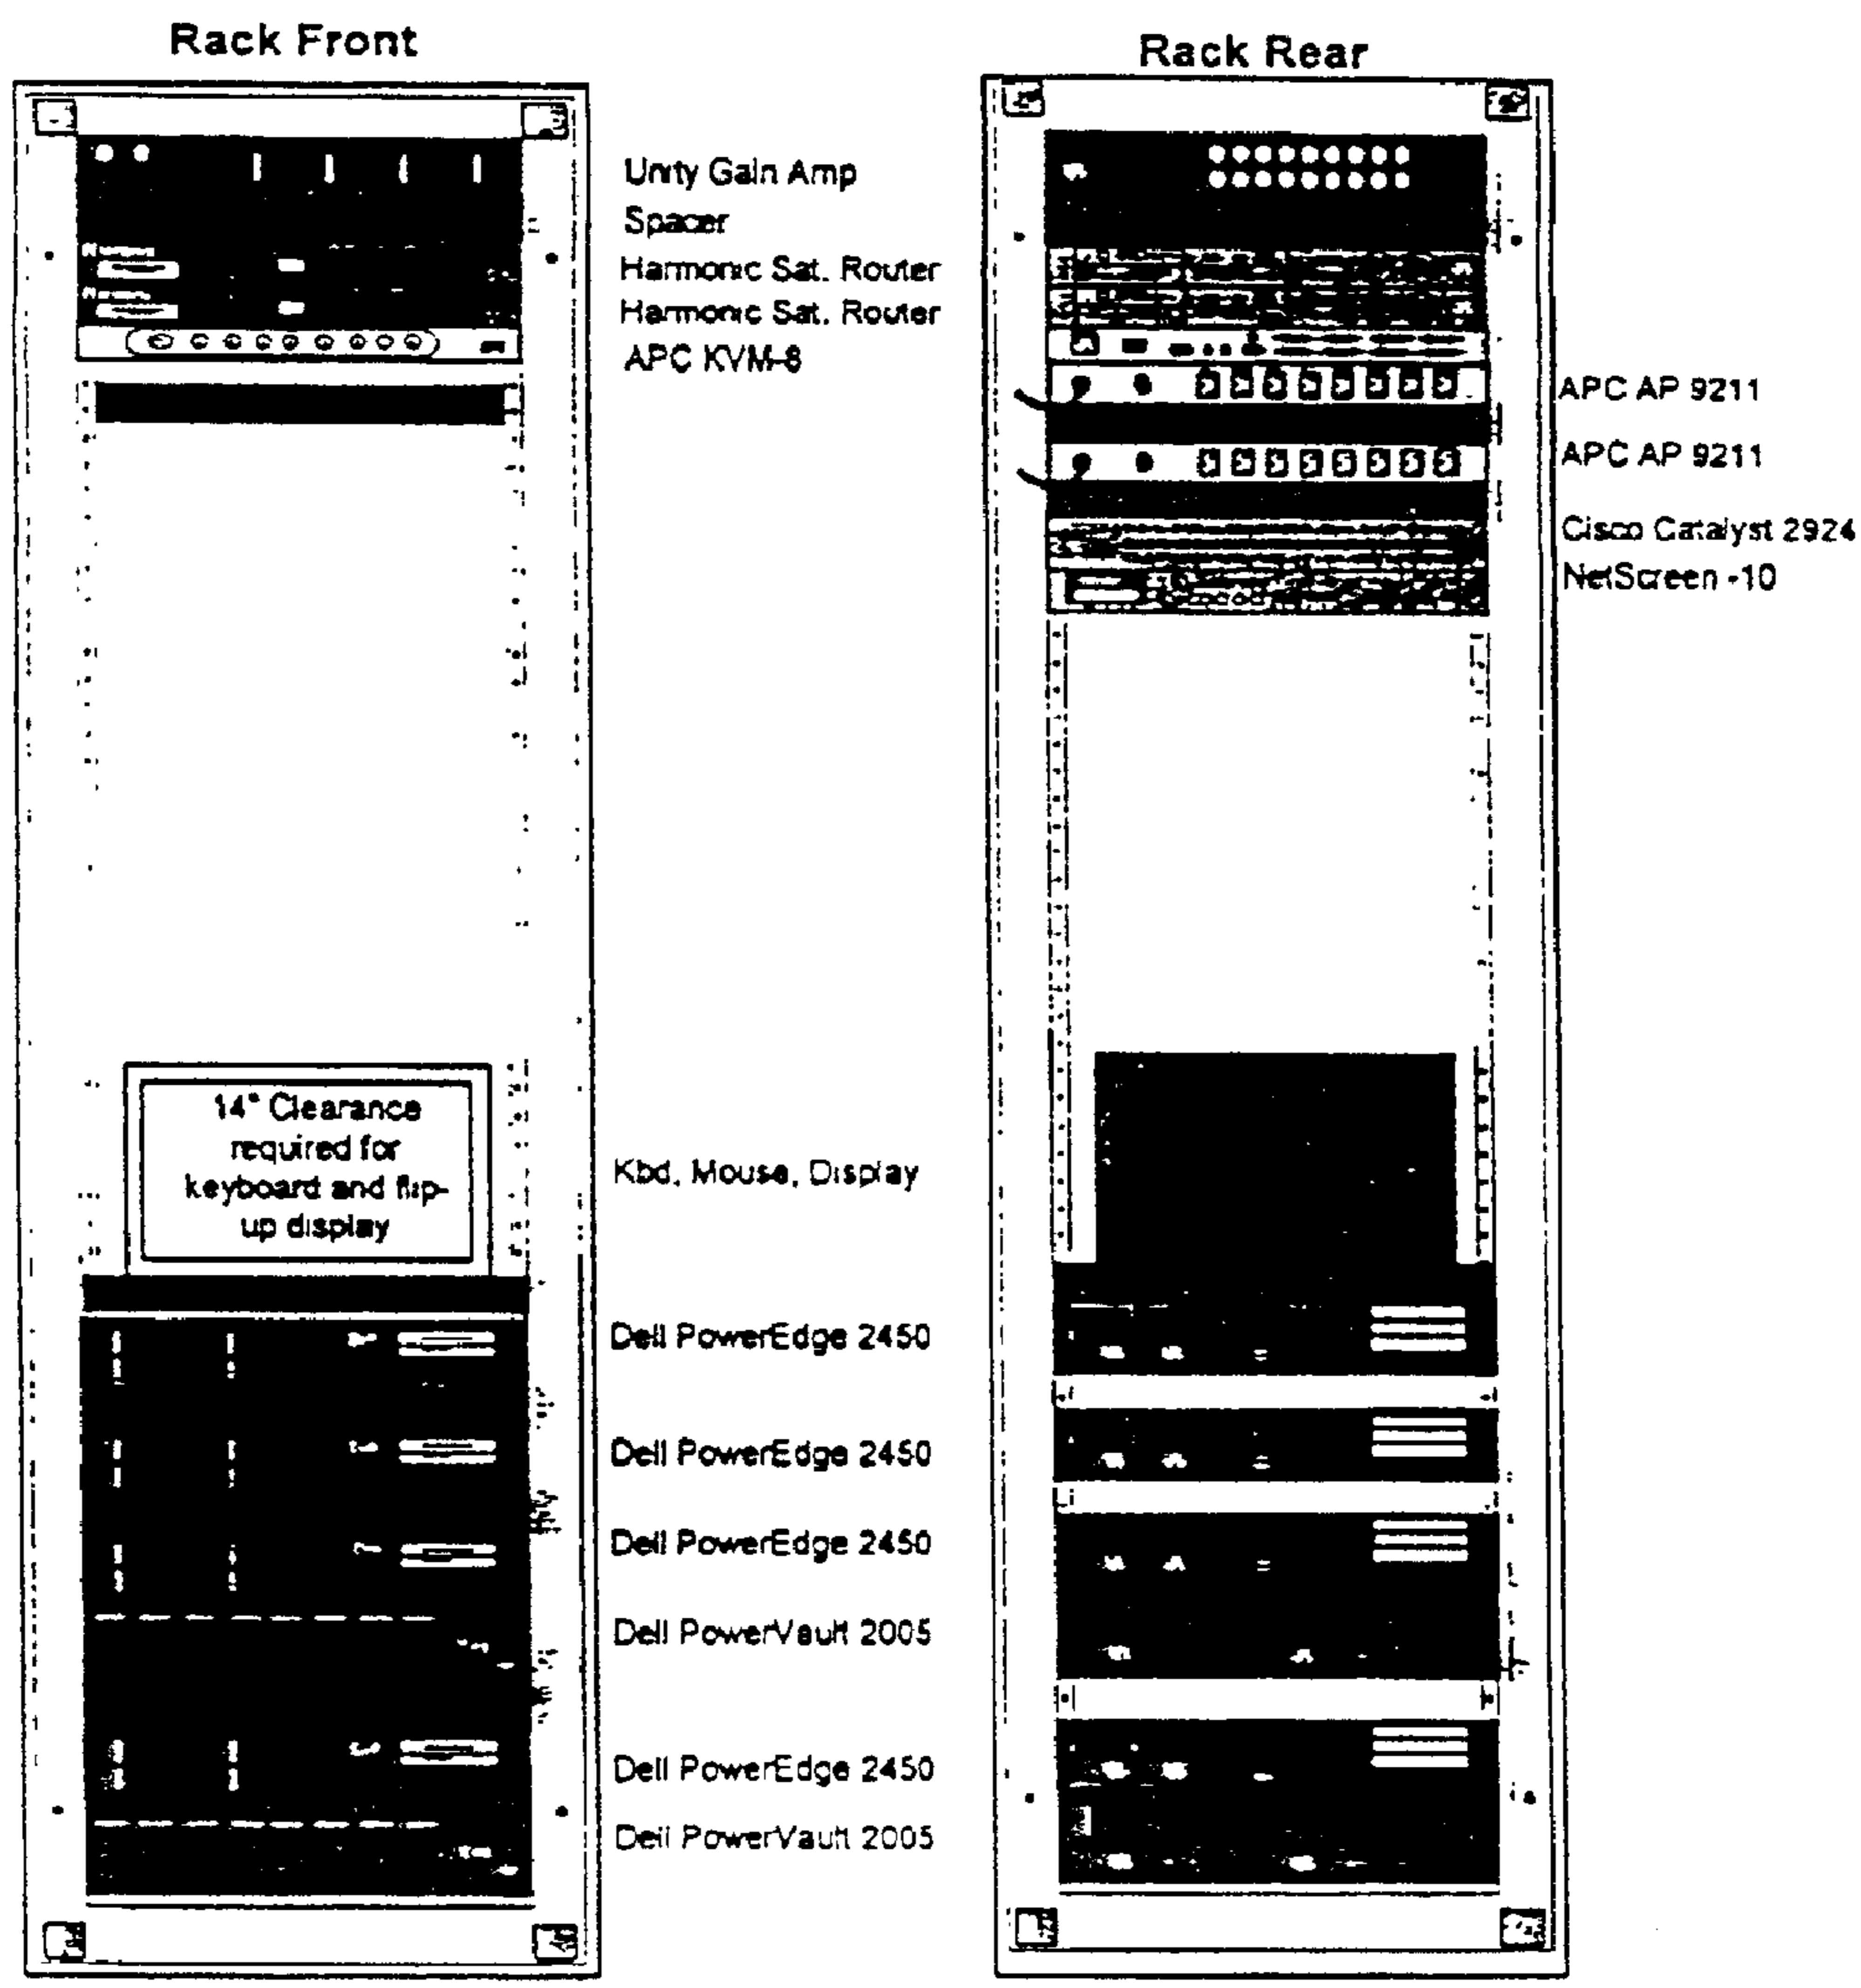 Rack Front
Unity Gain Amp
Spacer
Harmonic Sat. Router
Harmonic Sat. Router
APC KVM-8
14" Clearance
required for
keyboard and flip-
up display
Kbd, Mouse, Display
Dell PowerEdge 2450
Dell PowerEdge 2450
Dell PowerEdge 2450
Dell PowerVault 2005
Dell PowerEdge 2450
Dell PowerVault 2005
Rack Rear
APC AP 9211
APC AP 9211
Cisco Catalyst 2924
NetScreen -10